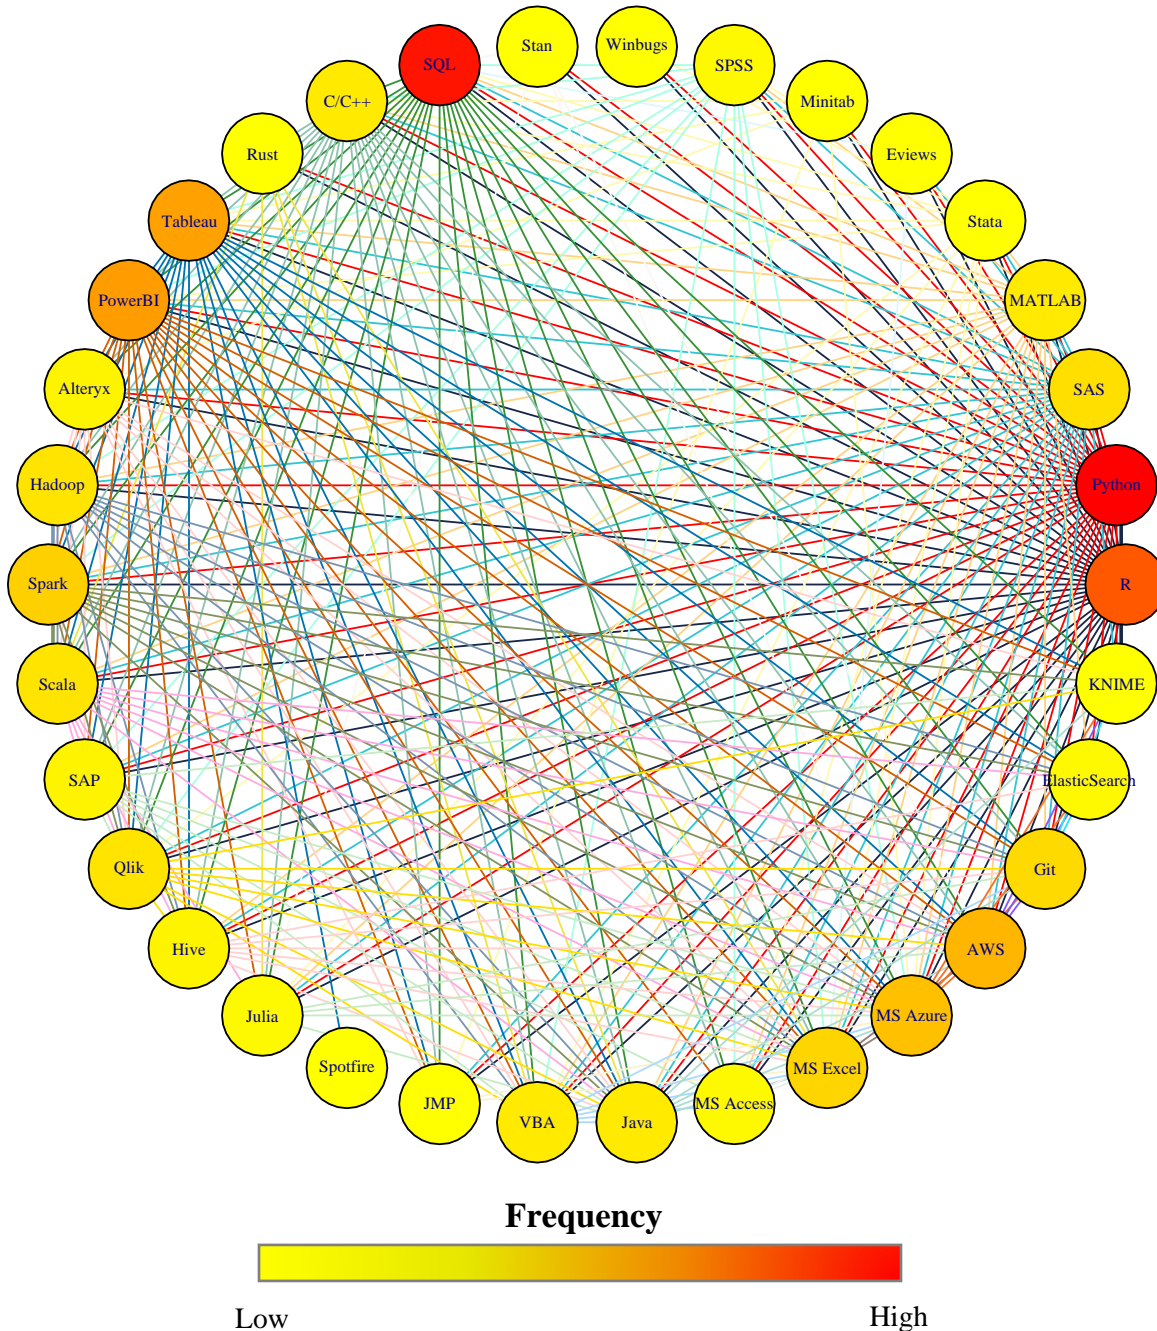 Stan
Winbugs
SQL
SPSS
C/C++
Minitab
Rust
Eviews
Tableau
Stata
PowerBI
MATLAB
Alteryx
SAS
Hadoop
Python
Spark
R
Scala
KNIME
SAP
ElasticSearch
Qlik
Git
Hive
AWS
Julia
MS Azure
Spotfire
MS Excel
JMP
MS Access
VBA
Java
Frequency
Low
High